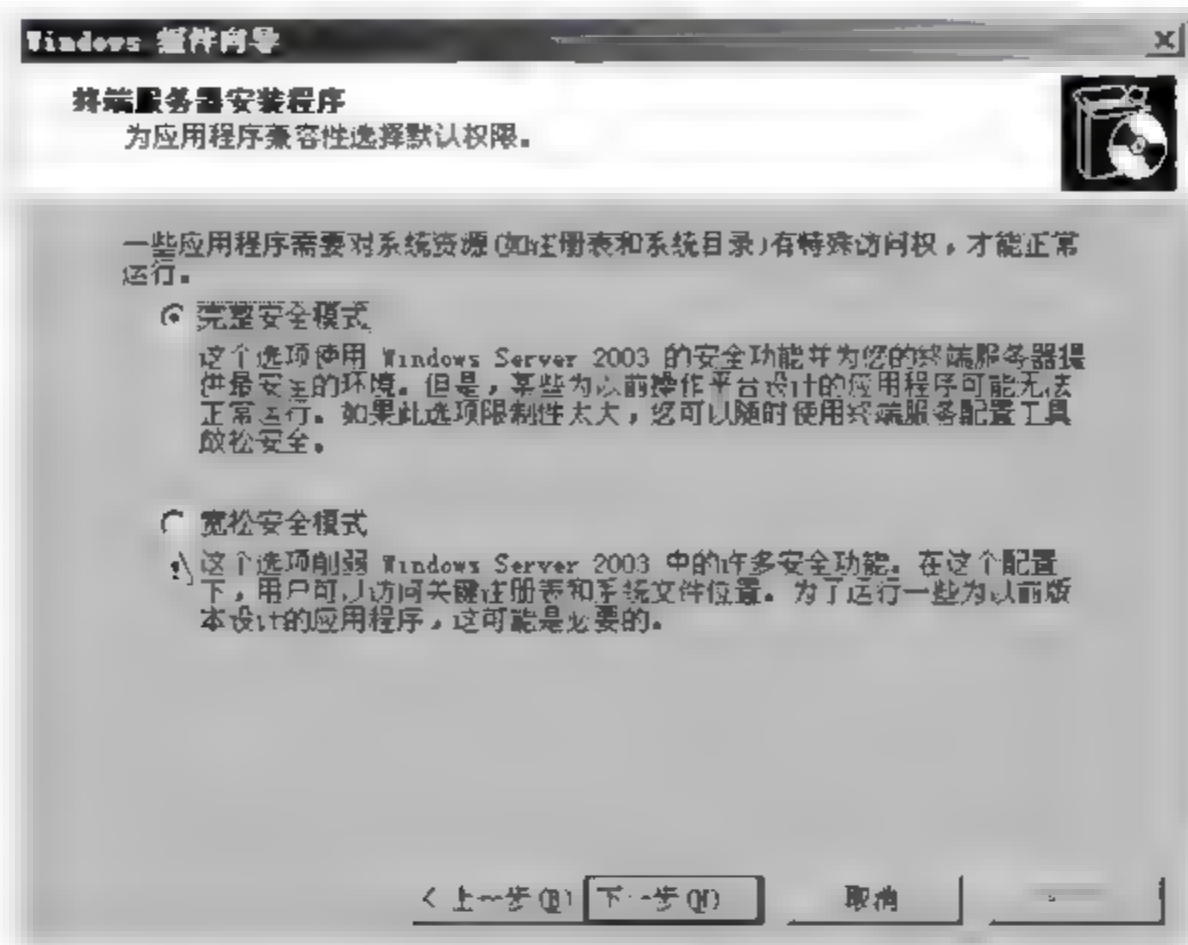 Windows 组件向导
终端服务器安装程序
为应用程序兼容性选择默认权限。
一些应用程序需要对系统资源(如注册表和系统目录)有特殊访问权，才能正常
运行。
完整安全模式
这个选项使用 Windows Server 2003 的安全功能并为您的终端服务器提
供最安全的环境。但是，某些为以前操作平台设计的应用程序可能无法
正常运行。如果此选项限制性太大，您可以随时使用终端服务配置工具
放松安全。
宽松安全模式
这个选项削弱 Windows Server 2003 中的许多安全功能。在这个配置
下，用户可以访问关键注册表和系统文件位置。为了运行一些为以前版
本设计的应用程序，这可能是必要的。
< 上一步(B) 下一步(N) 取消